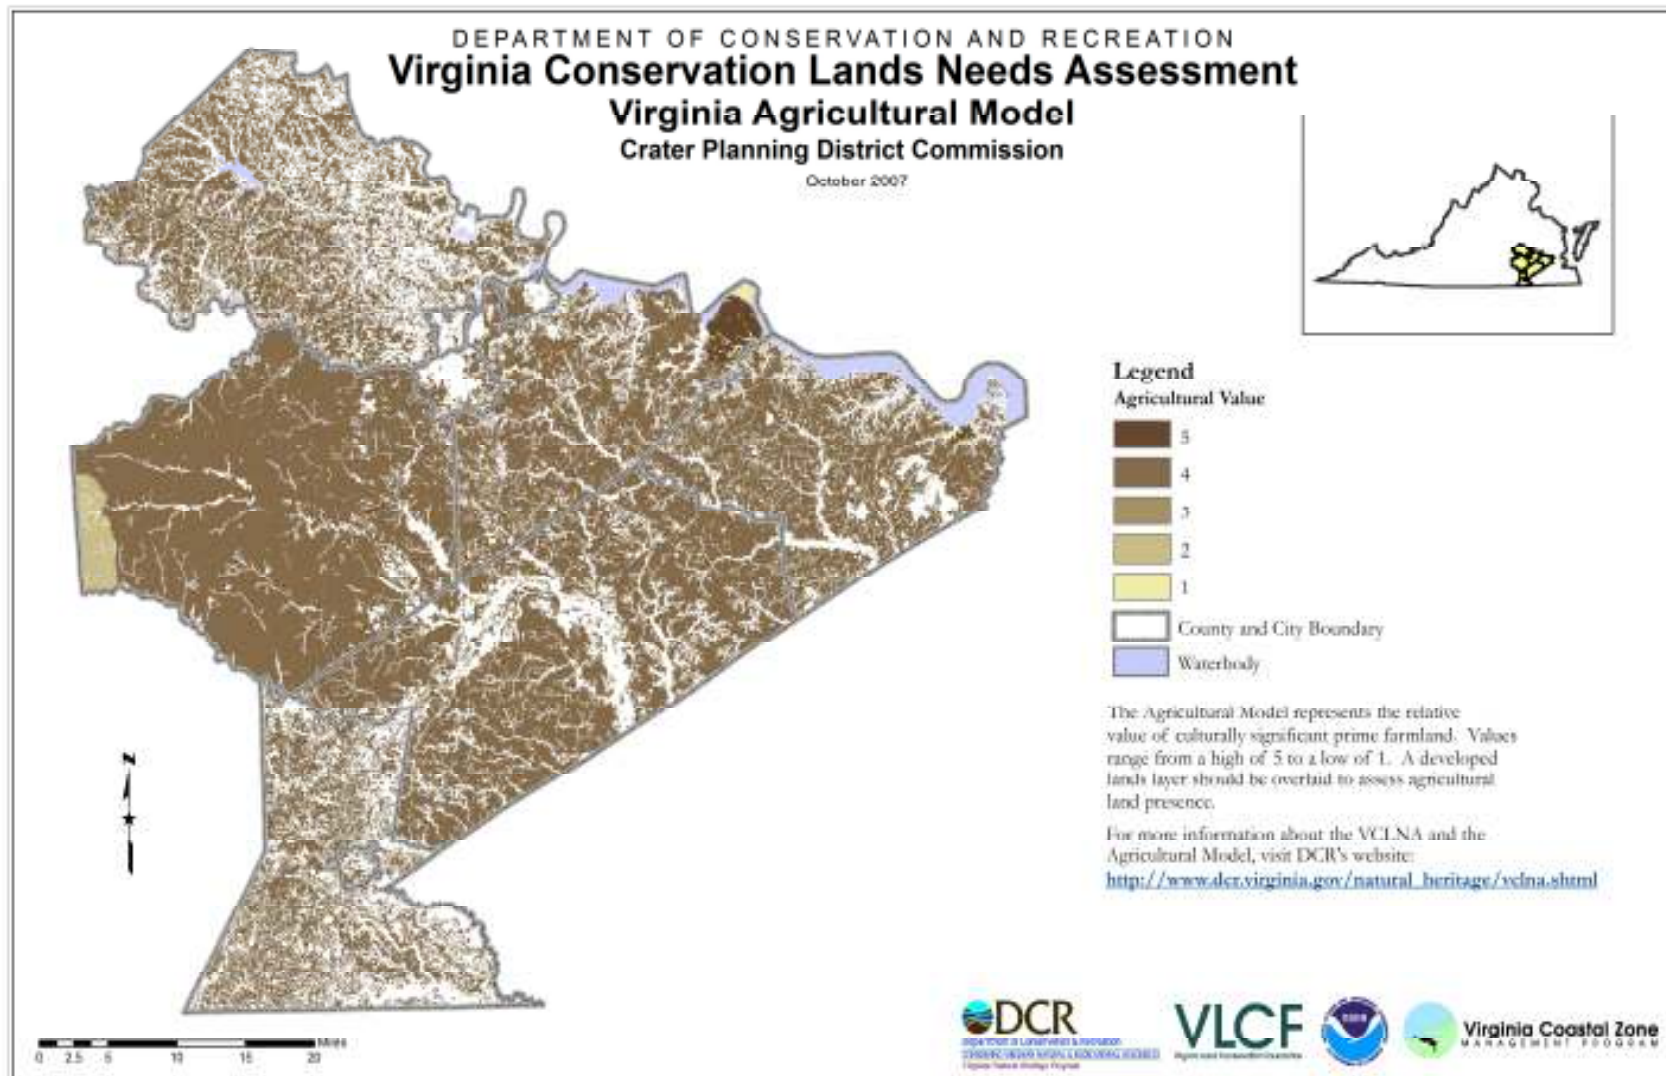 DEPARTMENT OF CONSERVATION AND RECREATION
Virginia Conservation Lands Needs Assessment
Virginia Agricultural Model
Crater Planning District Commission
October 2007
Legend
Agricultural Value
5
4
3
2
1
County and City Boundary
Waterbody
The Agricultural Model represents the relative
value of culturally significant prime farmland. Values
range from a high of 5 to a low of 1. A developed
lands layer should be overlaid to assess agricultural
land presence.
For more information about the VCLNA and the
Agricultural Model, visit DCR's website:
http://www.dcr.virginia.gov/natural_heritage/vclna.shtml
N
Miles
0 2.5 5 10 15 20
DCR
Department of Conservation & Recreation
VLCF
Virginia Coastal Zone
MANAGEMENT PROGRAM